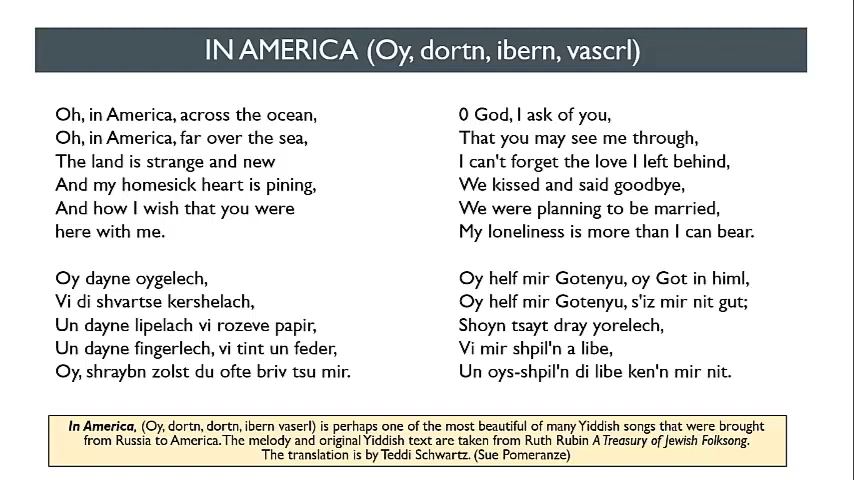 IN AMERICA (Oy, dortn, ibern, vascrl)
Oh, in America, across the ocean,
Oh, in America, far over the sea,
The land is strange and new
And my homesick heart is pining,
And how I wish that you were
here with me.
Oy dayne oygelech,
Vi di shvartse kershelach,
Un dayne lipelach vi rozeve papir,
Un dayne fingerlech, vi tint un feder,
Oy, shraybn zolst du ofte briv tsu mir.
0 God, I ask of you,
That you may see me through,
I can't forget the love I left behind,
We kissed and said goodbye,
We were planning to be married,
My loneliness is more than I can bear.
Oy helf mir Gotenyu, oy Got in himl,
Oy helf mir Gotenyu, s'iz mir nit gut;
Shoyn tsayt dray yorelech,
Vi mir shpil'n a libe,
Un oys-shpil'n di libe ken'n mir nit.
In America, (Oy, dortn, dortn, ibern vaserl) is perhaps one of the most beautiful of many Yiddish songs that were brought
from Russia to America. The melody and original Yiddish text are taken from Ruth Rubin A Treasury of Jewish Folksong.
The translation is by Teddi Schwartz. (Sue Pomeranze)